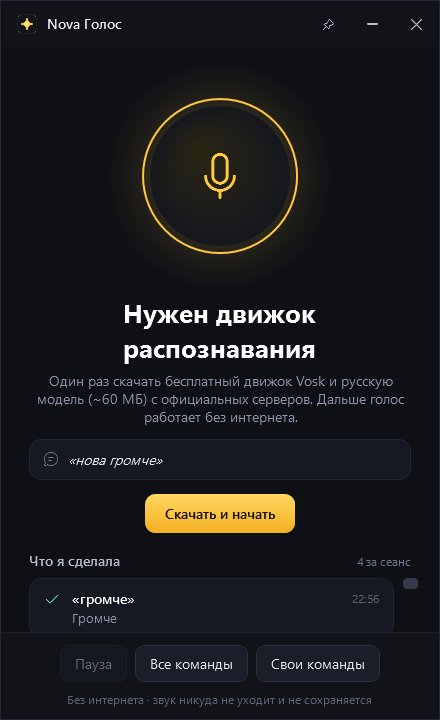 Nova Голос
Нужен движок
распознавания
Один раз скачать бесплатный движок Vosk и русскую
модель (~60 МБ) с официальных серверов. Дальше голос
работает без интернета.
«нова громче»
Скачать и начать
Что я сделала
4 за сеанс
«громче»
22:56
Громче
Пауза
Все команды
Свои команды
Без интернета · звук никуда не уходит и не сохраняется